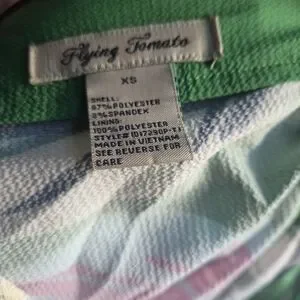 Flying Tomato
XS
SHELL:
97% POLYESTER
3% SPANDEX
LINING:
100% POLYESTER
MADE IN VIETNAM
SEE REVERSE FOR
CARE